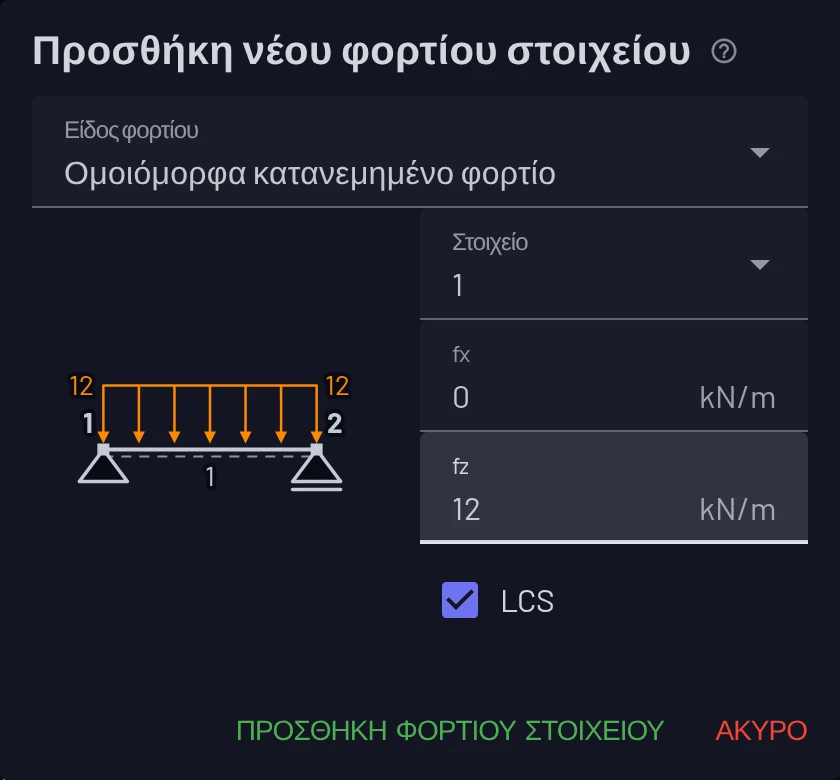 Προσθήκη νέου φορτίου στοιχείου
Είδος φορτίου
Ομοιόμορφα κατανεμημένο φορτίο
Στοιχείο
1
fx
0 kN/m
fz
12 kN/m
LCS
12 12
1 2
1
ΠΡΟΣΘΗΚΗ ΦΟΡΤΙΟΥ ΣΤΟΙΧΕΙΟΥ ΑΚΥΡΟ